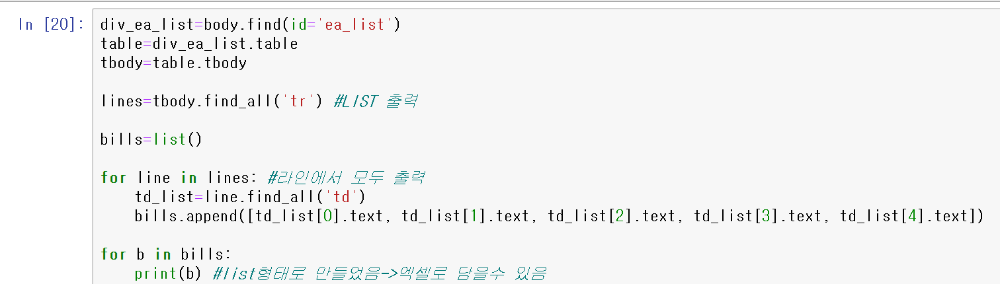 In [20]: div_ea_list=body.find(id='ea_list')
table=div_ea_list.table
tbody=table.tbody
lines=tbody.find_all('tr') #LIST 출력
bills=list()
for line in lines: #라인에서 모두 출력
    td_list=line.find_all('td')
    bills.append([td_list[0].text, td_list[1].text, td_list[2].text, td_list[3].text, td_list[4].text])
for b in bills:
    print(b) #list형태로 만들었음->엑셀로 담을수 있음